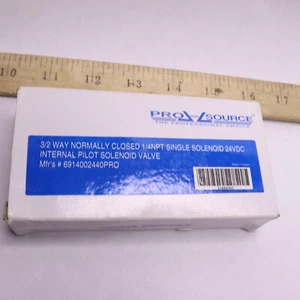 10 11 12 13 14 15 16 17
PRO SOURCE
THE PROFESSIONAL CHOICE
3/2 WAY NORMALLY CLOSED 1/4NPT SINGLE SOLENOID 24VDC
INTERNAL PILOT SOLENOID VALVE
Mfr's # 6914002440PRO